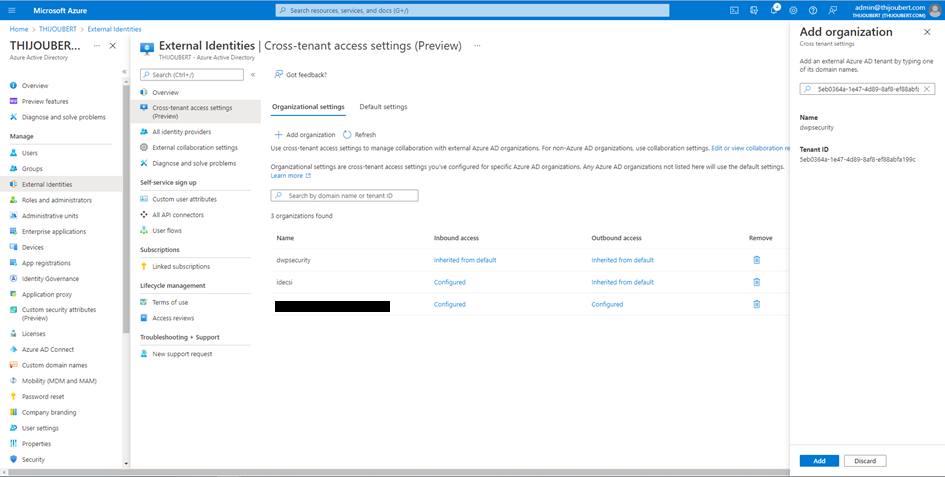 Microsoft Azure
Search resources, services, and docs (G+/)
4
admin@thijoubert.com
THIJOUBERT (THIJOUBERT.COM)
Home > THIJOUBERT > External Identities
THIJOUBER... ...
Azure Active Directory
Overview
Preview features
Diagnose and solve problems
Manage
Users
Groups
External Identities
Roles and administrators
Administrative units
Enterprise applications
Devices
App registrations
Identity Governance
Application proxy
Custom security attributes
(Preview)
Licenses
Azure AD Connect
Custom domain names
Mobility (MDM and MAM)
Password reset
Company branding
User settings
Properties
Security
External Identities | Cross-tenant access settings (Preview) ...
THIJOUBERT - Azure Active Directory
Search (Ctrl+/)
Overview
Cross-tenant access settings
(Preview)
All identity providers
External collaboration settings
Diagnose and solve problems
Self-service sign up
Custom user attributes
All API connectors
User flows
Subscriptions
Linked subscriptions
Lifecycle management
Terms of use
Access reviews
Troubleshooting + Support
New support request
Got feedback?
Organizational settings Default settings
Add organization Refresh
Use cross-tenant access settings to manage collaboration with external Azure AD organizations. For non-Azure AD organizations, use collaboration settings. Edit or view collaboration re
Organizational settings are cross-tenant access settings you've configured for specific Azure AD organizations. Any Azure AD organizations not listed here will use the default settings.
Learn more
Search by domain name or tenant ID
3 organizations found
Name Inbound access Outbound access Remove
dwpsecurity Inherited from default Inherited from default
idecsi Configured Inherited from default
Configured Configured
Add organization
Cross tenant settings
Add an external Azure AD tenant by typing one
of its domain names.
5eb0364a-1e47-4d89-8af8-ef88abfa
Name
dwpsecurity
Tenant ID
5eb0364a-1e47-4d89-8af8-ef88abfa199c
Add Discard